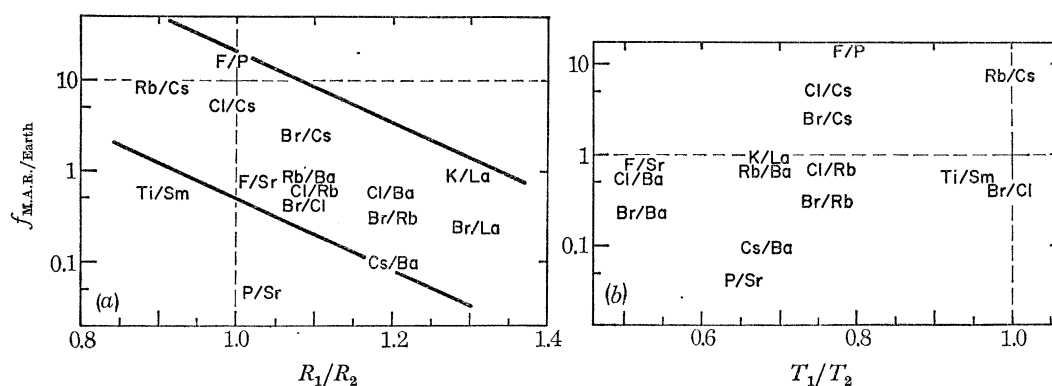 F/P
10
Rb/Cs
Cl/Cs
Br/Cs
1
F/Sr
Rb/Ba
Cl/Rb
Br/Cl
Cl/Ba
K/La
Ti/Sm
Br/Rb
Br/La
0.1
Cs/Ba
(a)
P/Sr
0.8
1.0
1.2
1.4
R1/R2
fM.A.R./Earth
F/P
10
Rb/Cs
Cl/Cs
Br/Cs
1
F/Sr
K/La
Cl/Ba
Rb/Ba
Cl/Rb
Ti/Sm
Br/Cl
Br/Ba
Br/Rb
0.1
Cs/Ba
P/Sr
(b)
0.6
0.8
1.0
T1/T2